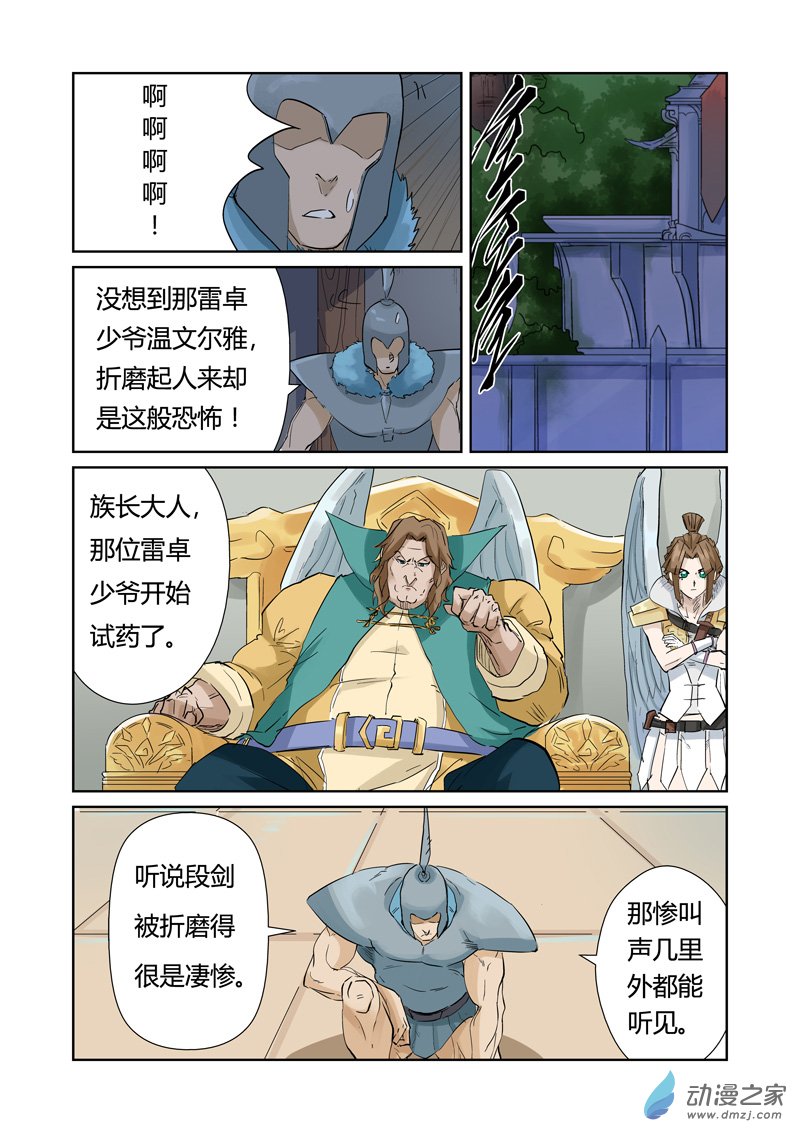 啊
啊
啊
啊
！
没想到那雷卓
少爷温文尔雅，
折磨起人来却
是这般恐怖！
族长大人，
那位雷卓
少爷开始
试药了。
听说段剑
被折磨得
很是凄惨。
那惨叫
声几里
外都能
听见。
动漫之家
www.dmzj.com